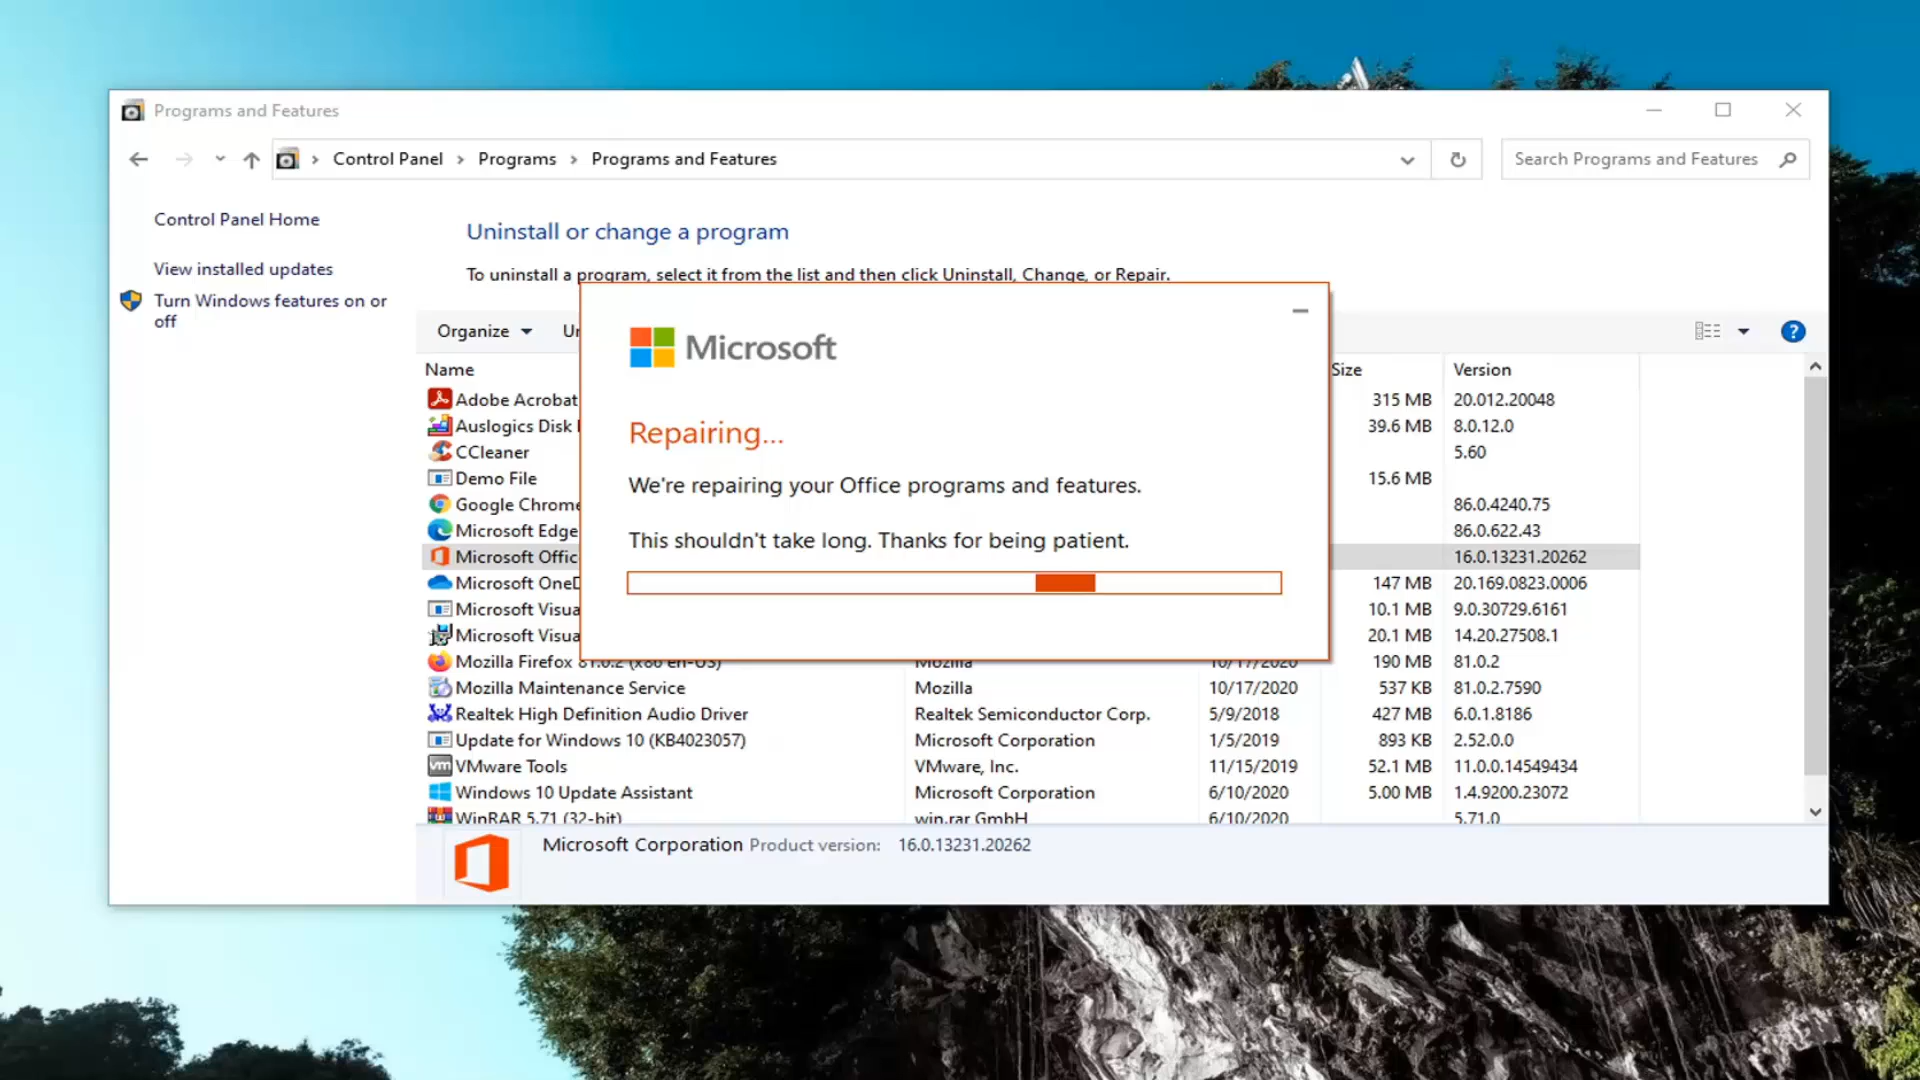 Programs and Features
Control Panel > Programs > Programs and Features
Search Programs and Features
Control Panel Home
View installed updates
Turn Windows features on or
off
Uninstall or change a program
To uninstall a program, select it from the list and then click Uninstall, Change, or Repair.
Organize Un
Microsoft
Repairing...
We're repairing your Office programs and features.
This shouldn't take long. Thanks for being patient.
Name Size Version
Adobe Acrobat 315 MB 20.012.20048
Auslogics Disk 39.6 MB 8.0.12.0
CCleaner 5.60
Demo File 15.6 MB
Google Chrome 86.0.4240.75
Microsoft Edge 86.0.622.43
Microsoft Offic 16.0.13231.20262
Microsoft OneD 147 MB 20.169.0823.0006
Microsoft Visua 10.1 MB 9.0.30729.6161
Microsoft Visua 20.1 MB 14.20.27508.1
Mozilla Firefox 81.0.2 (x86 en-US) Mozilla 10/17/2020 190 MB 81.0.2
Mozilla Maintenance Service Mozilla 10/17/2020 537 KB 81.0.2.7590
Realtek High Definition Audio Driver Realtek Semiconductor Corp. 5/9/2018 427 MB 6.0.1.8186
Update for Windows 10 (KB4023057) Microsoft Corporation 1/5/2019 893 KB 2.52.0.0
VMware Tools VMware, Inc. 11/15/2019 52.1 MB 11.0.0.14549434
Windows 10 Update Assistant Microsoft Corporation 6/10/2020 5.00 MB 1.4.9200.23072
WinRAR 5.71 (32-bit) win.rar GmbH 6/10/2020 5.71.0
Microsoft Corporation Product version: 16.0.13231.20262